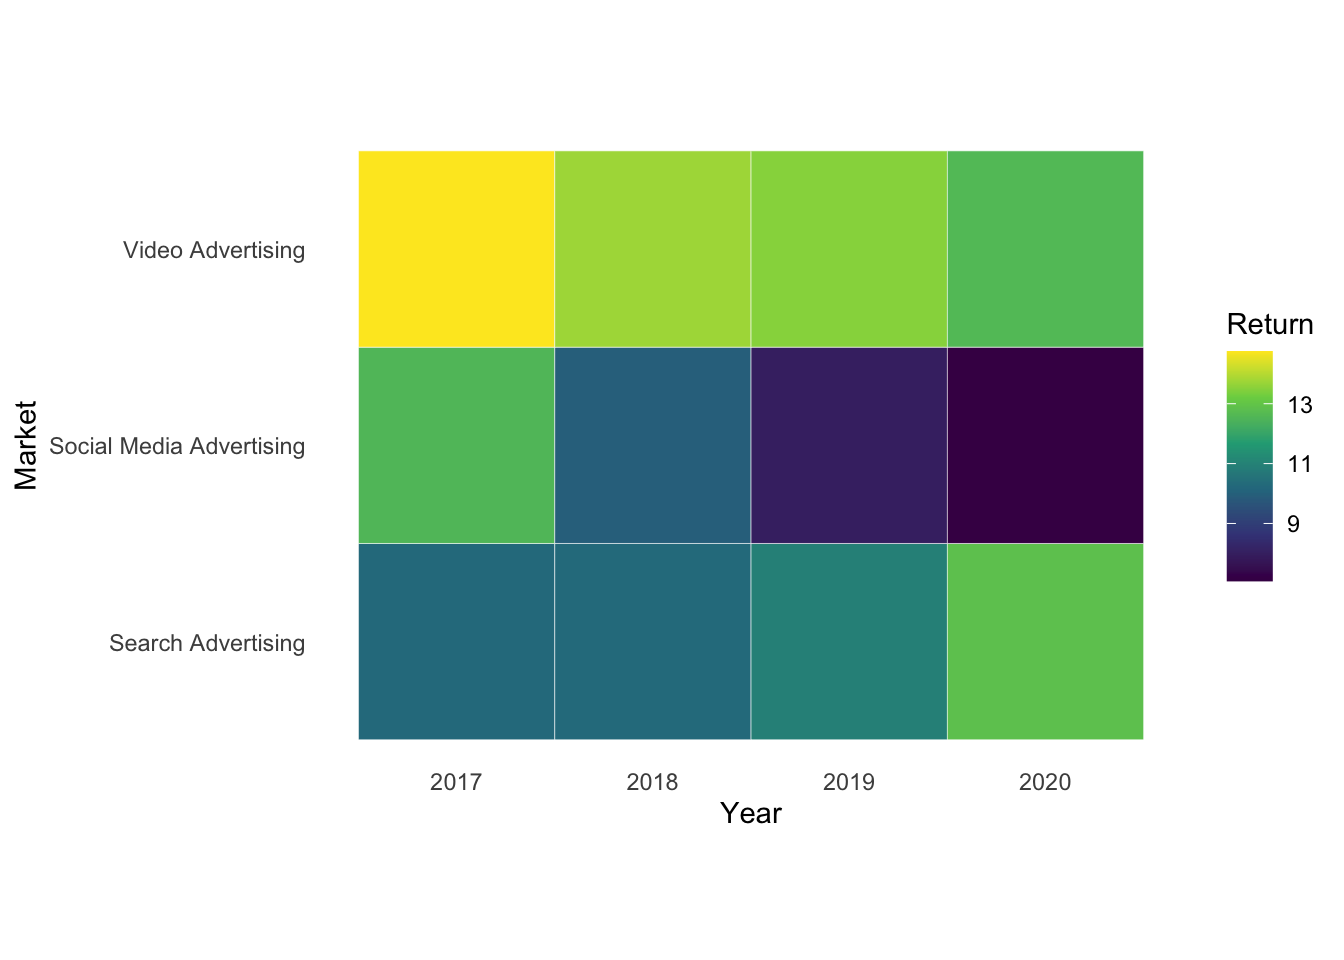 Video Advertising
Social Media Advertising
Search Advertising
Market
2017 2018 2019 2020
Year
Return
13
11
9